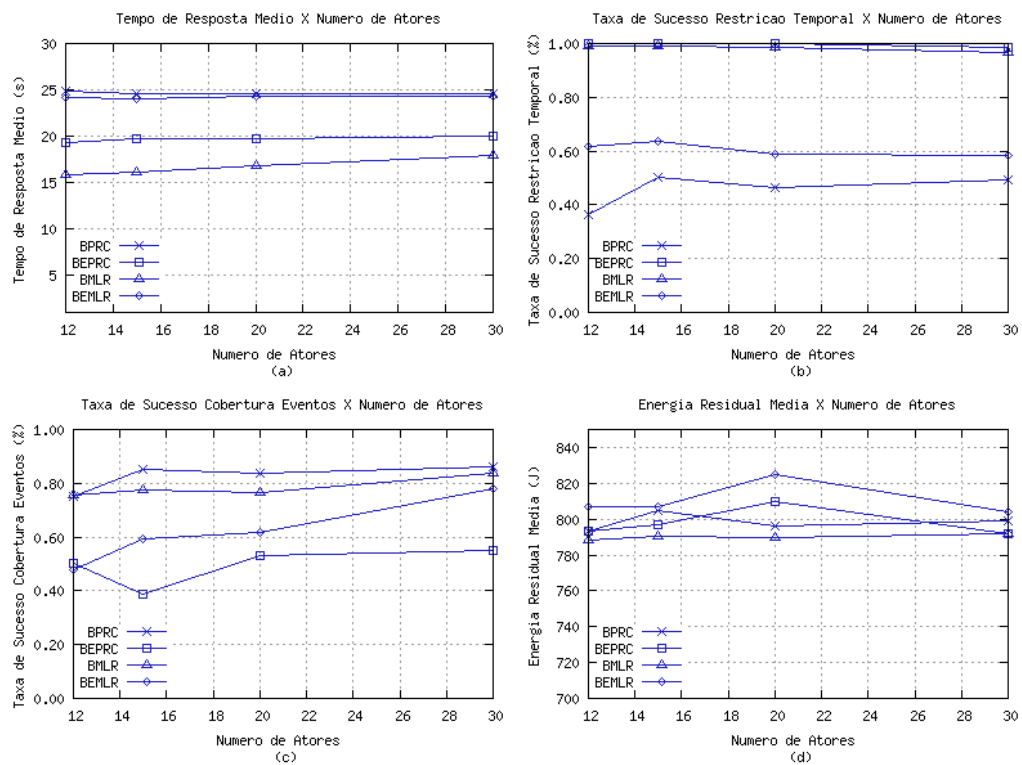 Tempo de Resposta Medio X Numero de Atores
Tempo de Resposta Medio (s)
30
25
20
15
10
5
BPRC
BEPRC
BMLR
BEMLR
12 14 16 18 20 22 24 26 28 30
Numero de Atores
(a)
Taxa de Sucesso Restricao Temporal X Numero de Atores
Taxa de Sucesso Restricao Temporal (%)
1.00
0.80
0.60
0.40
0.20
0.00
BPRC
BEPRC
BMLR
BEMLR
12 14 16 18 20 22 24 26 28 30
Numero de Atores
(b)
Taxa de Sucesso Cobertura Eventos X Numero de Atores
Taxa de Sucesso Cobertura Eventos (%)
1.00
0.80
0.60
0.40
0.20
0.00
BPRC
BEPRC
BMLR
BEMLR
12 14 16 18 20 22 24 26 28 30
Numero de Atores
(c)
Energia Residual Media X Numero de Atores
Energia Residual Media (J)
840
820
800
780
760
740
720
700
BPRC
BEPRC
BMLR
BEMLR
12 14 16 18 20 22 24 26 28 30
Numero de Atores
(d)